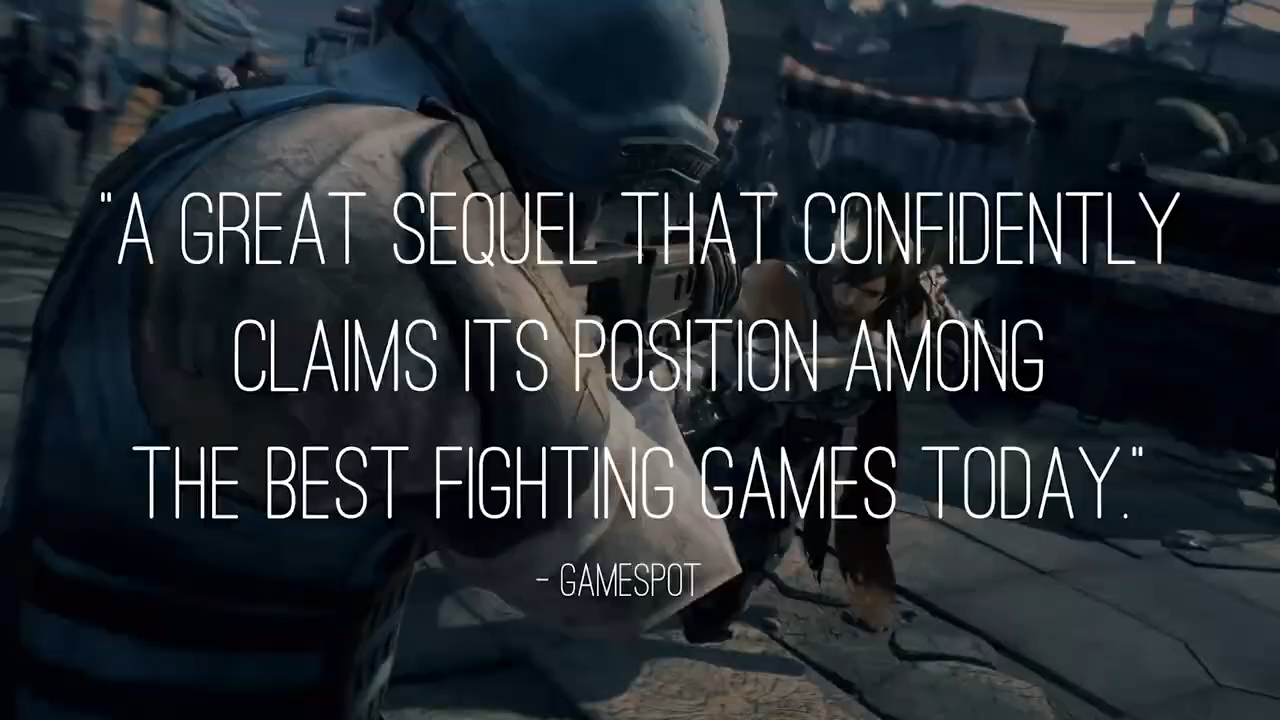 "A GREAT SEQUEL THAT CONFIDENTLY
CLAIMS ITS POSITION AMONG
THE BEST FIGHTING GAMES TODAY."
- GAMESPOT